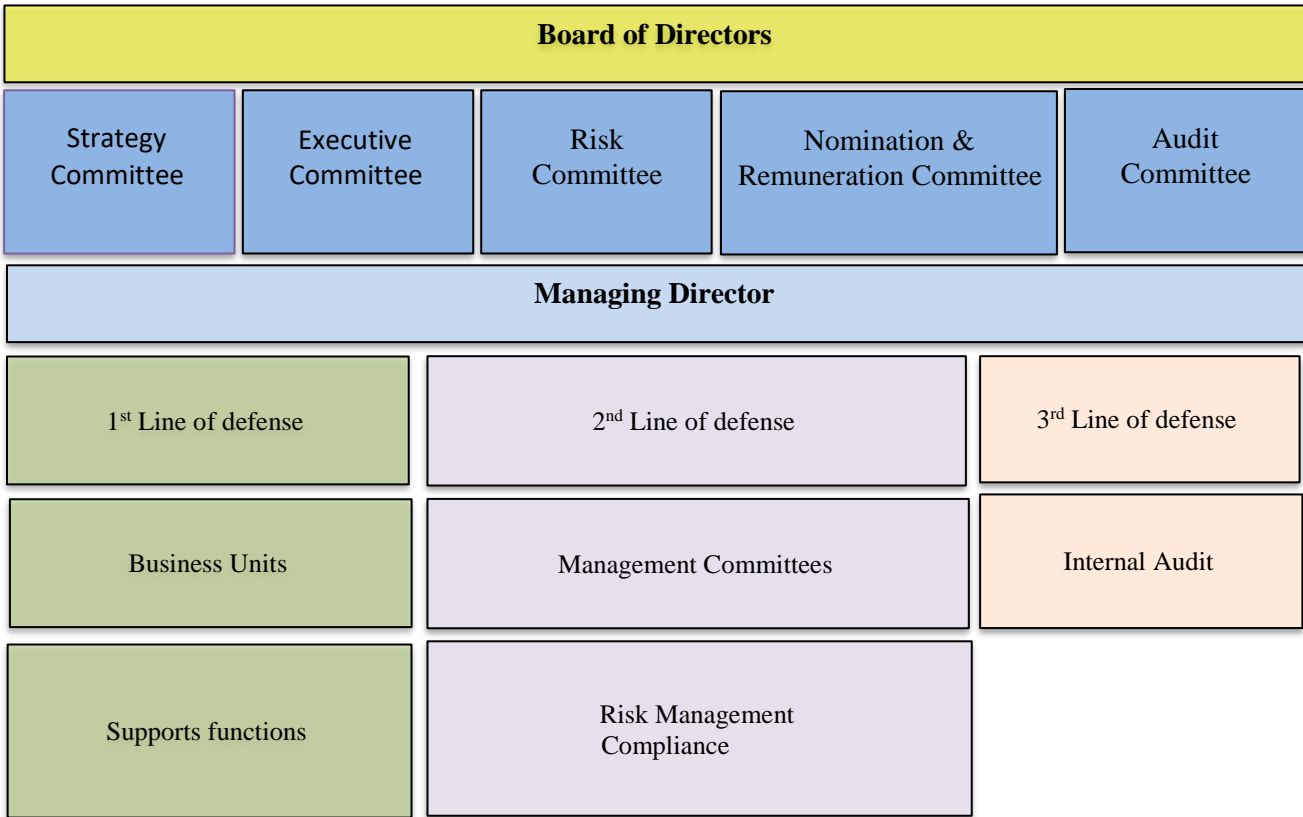 Board of Directors
Strategy
Committee
Executive
Committee
Risk
Committee
Nomination &
Remuneration Committee
Audit
Committee
Managing Director
1st Line of defense
2nd Line of defense
3rd Line of defense
Business Units
Management Committees
Internal Audit
Supports functions
Risk Management
Compliance